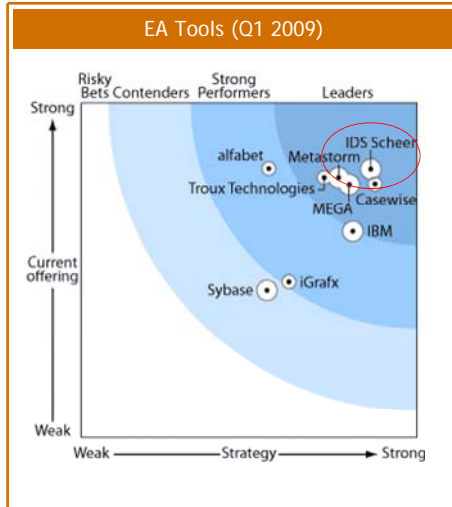 EA Tools (Q1 2009)
Risky
Bets Contenders
Strong
Performers
Leaders
Strong
IDS Scheer
alfabet
Metastorm
Troux Technologies
Casewise
MEGA
IBM
Current
offering
iGrafx
Sybase
Weak
Weak
Strategy
Strong